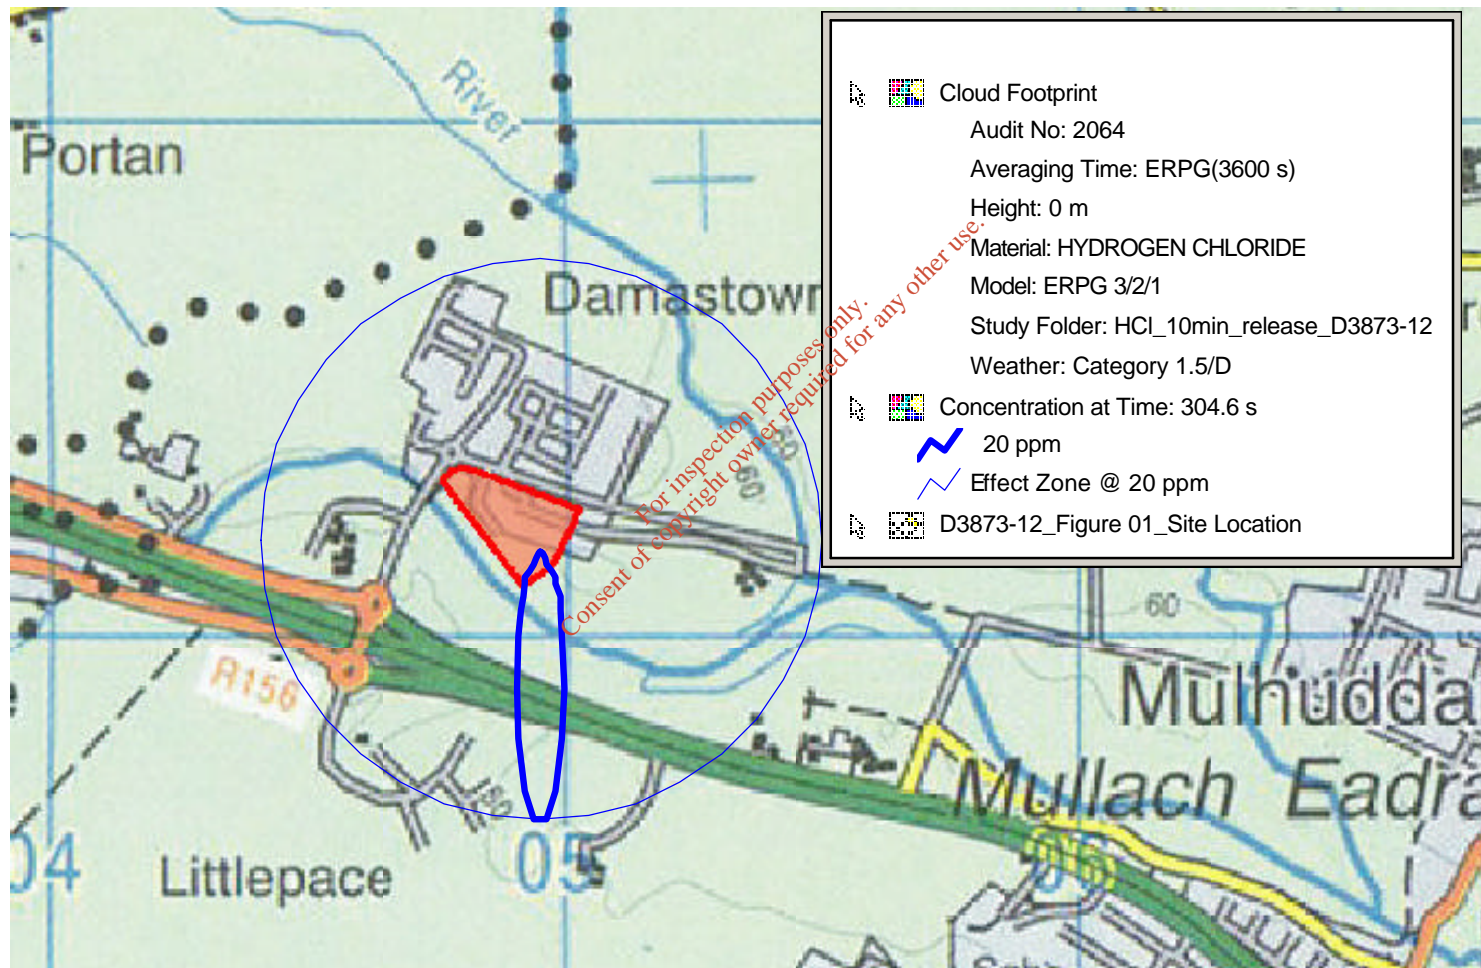 Cloud Footprint
Audit No: 2064
Averaging Time: ERPG(3600 s)
Height: 0 m
Material: HYDROGEN CHLORIDE
Model: ERPG 3/2/1
Study Folder: HCl_10min_release_D3873-12
Weather: Category 1.5/D
Concentration at Time: 304.6 s
20 ppm
Effect Zone @ 20 ppm
D3873-12_Figure 01_Site Location
For inspection purposes only.
Consent of copyright owner required for any other use.
River
Portan
Damastown
60
60
60
R156
Mulhudda
Mullach Eadra
50
04
05
06
Littlepace